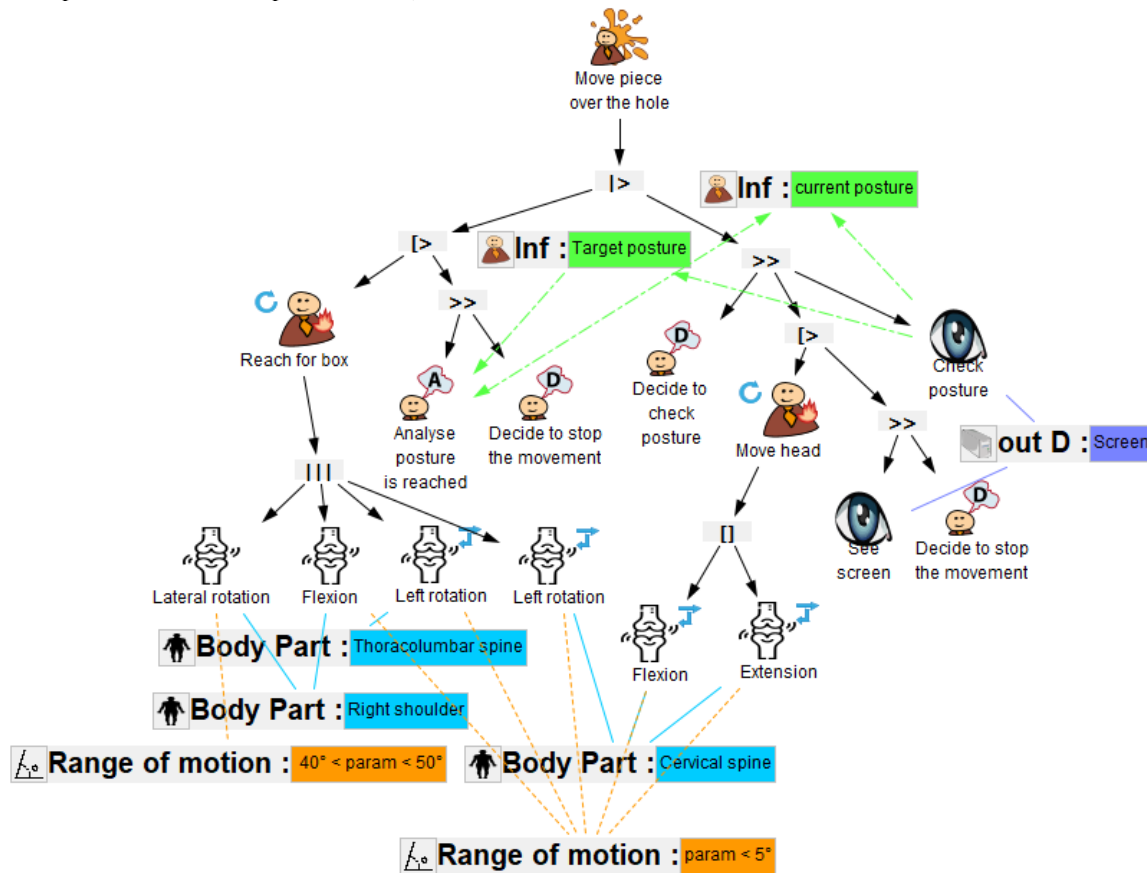 Move piece
over the hole
|>
Inf : current posture
[>
Inf : Target posture
>>
>>
Reach for box
[>
D
Decide to
check
posture
Check
posture
A
Analyse
posture
is reached
D
Decide to stop
the movement
Move head
>>
out D : Screen
|||
[]
See
screen
D
Decide to stop
the movement
Lateral rotation
Flexion
Left rotation
Left rotation
Body Part : Thoracolumbar spine
Flexion
Extension
Body Part : Right shoulder
Range of motion : 40° < param < 50°
Body Part : Cervical spine
Range of motion : param < 5°